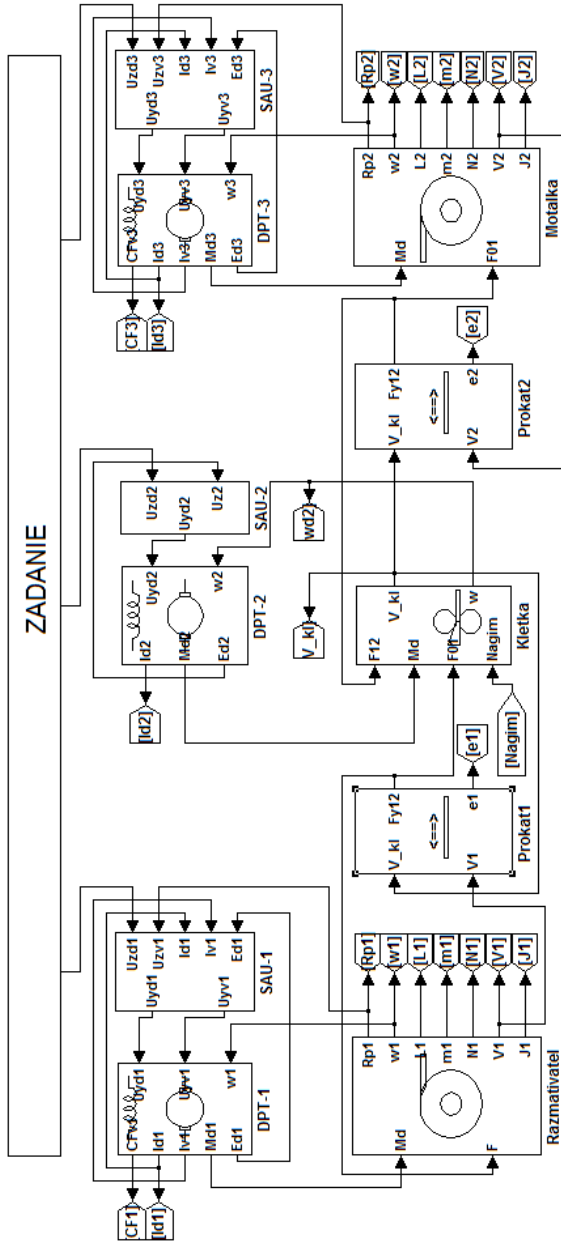 ZADANIE
Uzd1
Uzv1
Id1
Iv1
Ed1
Uyd1
Uyv1
SAU-1
CFv1
Id1
Iv1
Md1
Ed1
Uyd1
Uyv1
w1
DPT-1
[CF1]
[Id1]
Uzd2
Uz2
Uyd2
SAU-2
Id2
Md2
Ed2
Uyd2
w2
DPT-2
[Id2]
Uzd3
Uzv3
Id3
Iv3
Ed3
Uyd3
Uyv3
SAU-3
CFv3
Id3
Iv3
Md3
Ed3
Uyd3
Uyv3
w3
DPT-3
[CF3]
[Id3]
Md
F
Rp1
w1
L1
m1
N1
V1
J1
Razmativatel
[Rp1]
[w1]
[L1]
[m1]
[N1]
[V1]
[J1]
V_kl
V1
Fy12
e1
<==>
Prokat1
[e1]
[Nagim]
F12
Md
F01
Nagim
V_kl
w
Kletka
V_kl]
wd2]
V_kl
V2
Fy12
e2
<==>
Prokat2
[e2]
Md
F01
Rp2
w2
L2
m2
N2
V2
J2
Motalka
[Rp2]
[w2]
[L2]
[m2]
[N2]
[V2]
[J2]